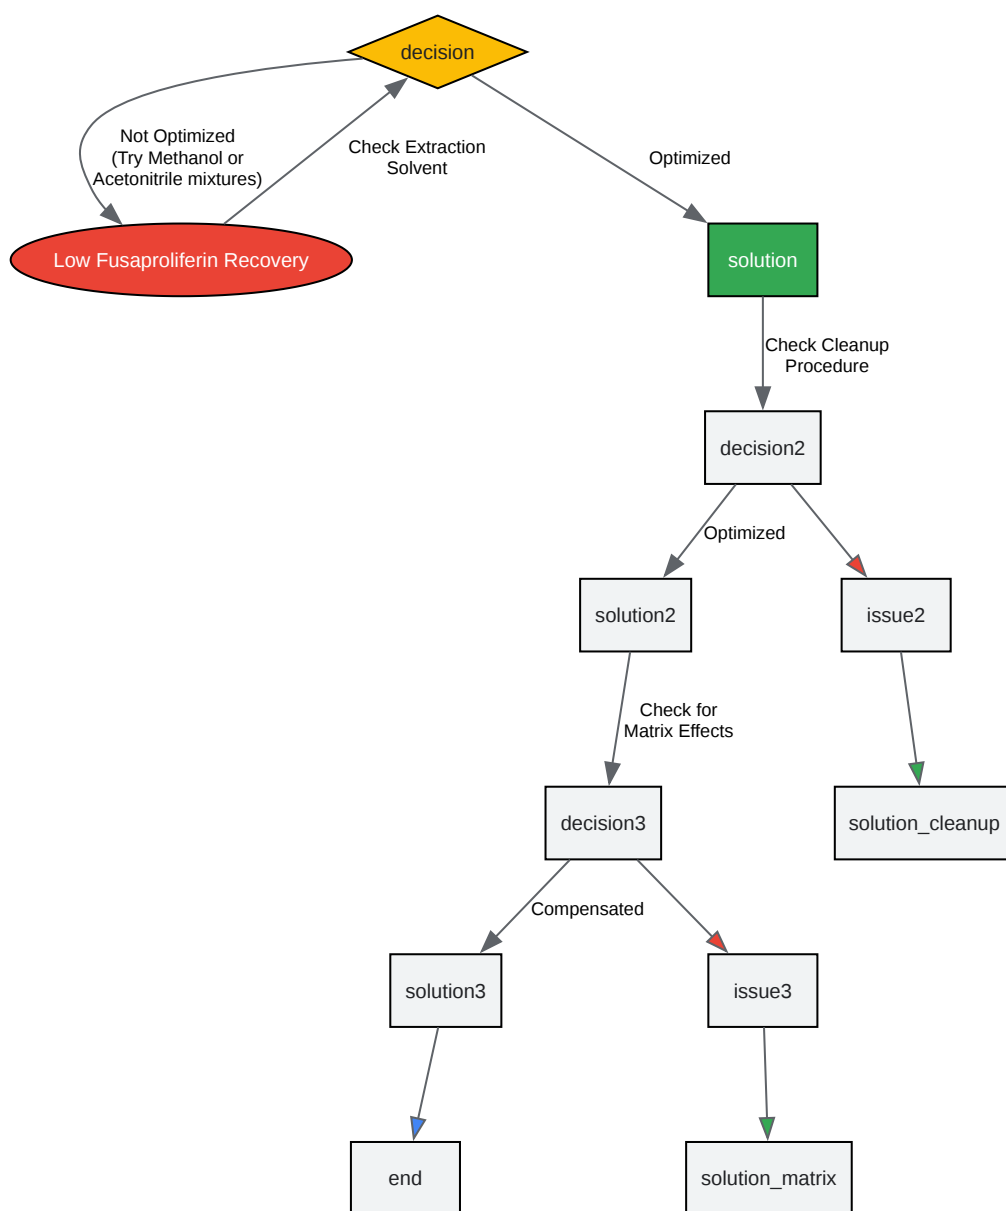 decision
Not Optimized
(Try Methanol or
Acetonitrile mixtures)
Check Extraction
Solvent
Optimized
Low Fusaproliferin Recovery
solution
Check Cleanup
Procedure
decision2
Optimized
solution2
issue2
Check for
Matrix Effects
decision3
solution_cleanup
Compensated
solution3
issue3
end
solution_matrix